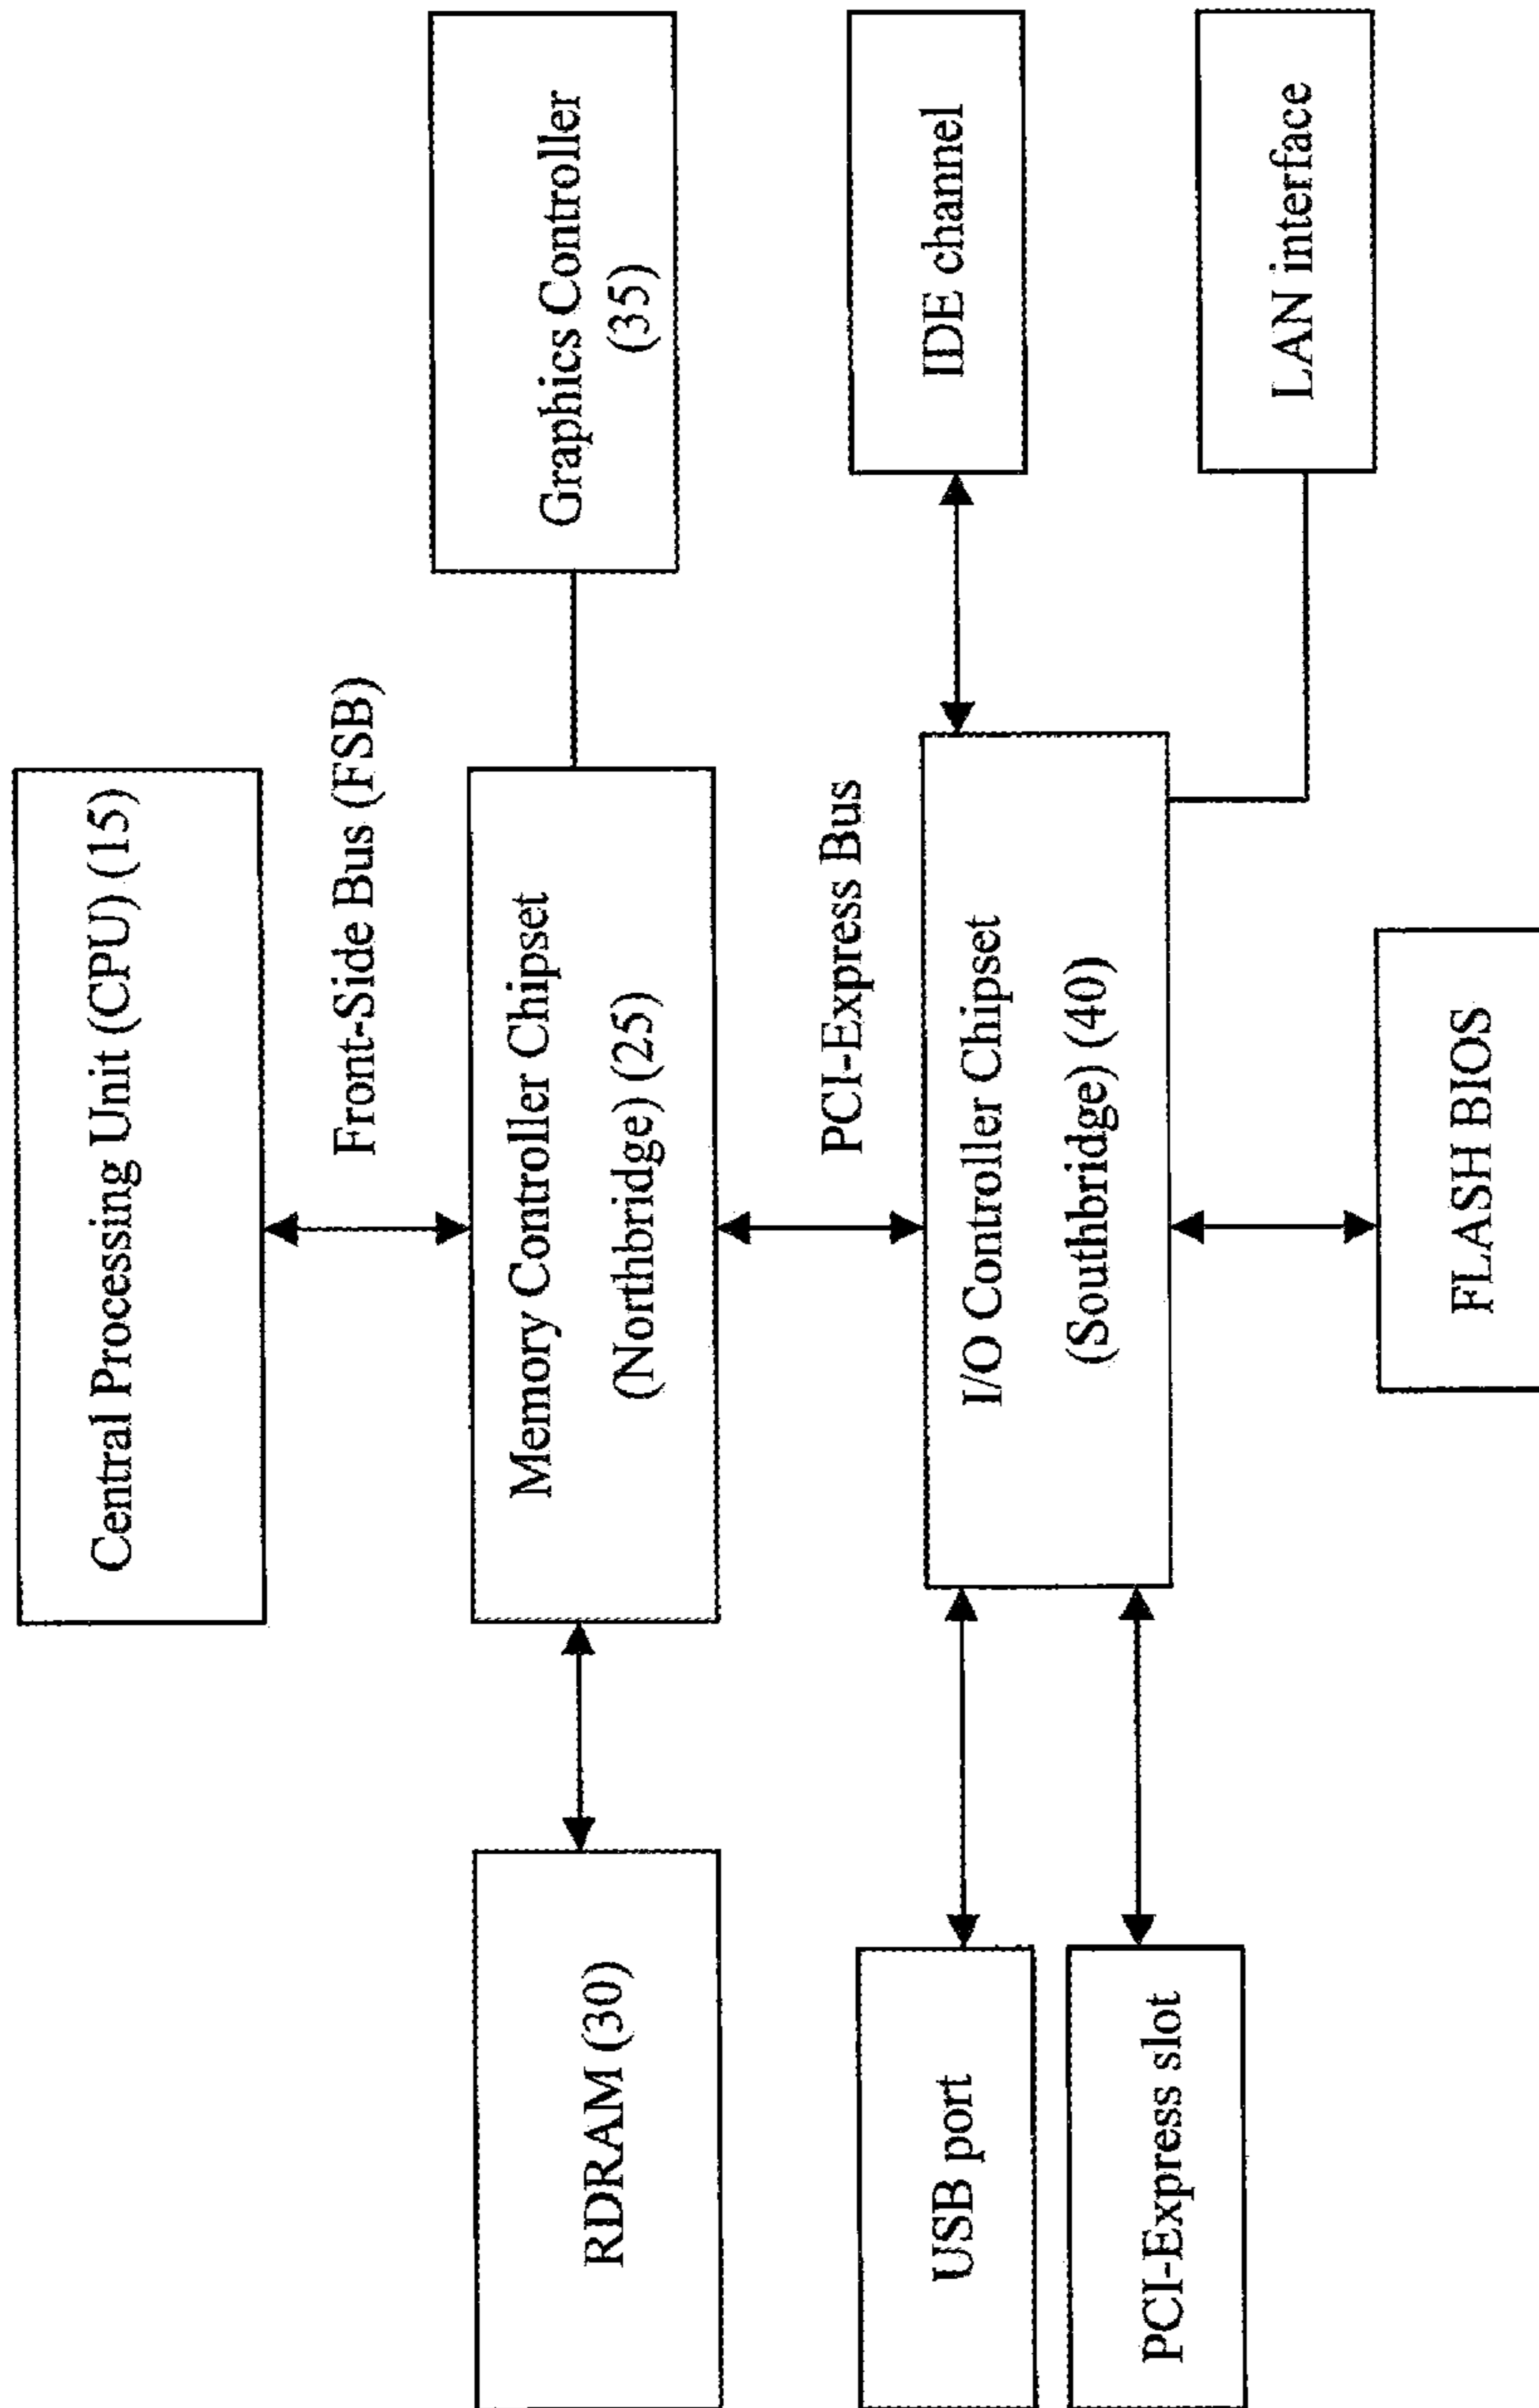 Central Processing Unit (CPU) (15)
Front-Side Bus (FSB)
RDRAM (30)
Memory Controller Chipset
(Northbridge) (25)
Graphics Controller
(35)
PCI-Express Bus
USB port
PCI-Express slot
I/O Controller Chipset
(Southbridge) (40)
IDE channel
LAN interface
FLASH BIOS